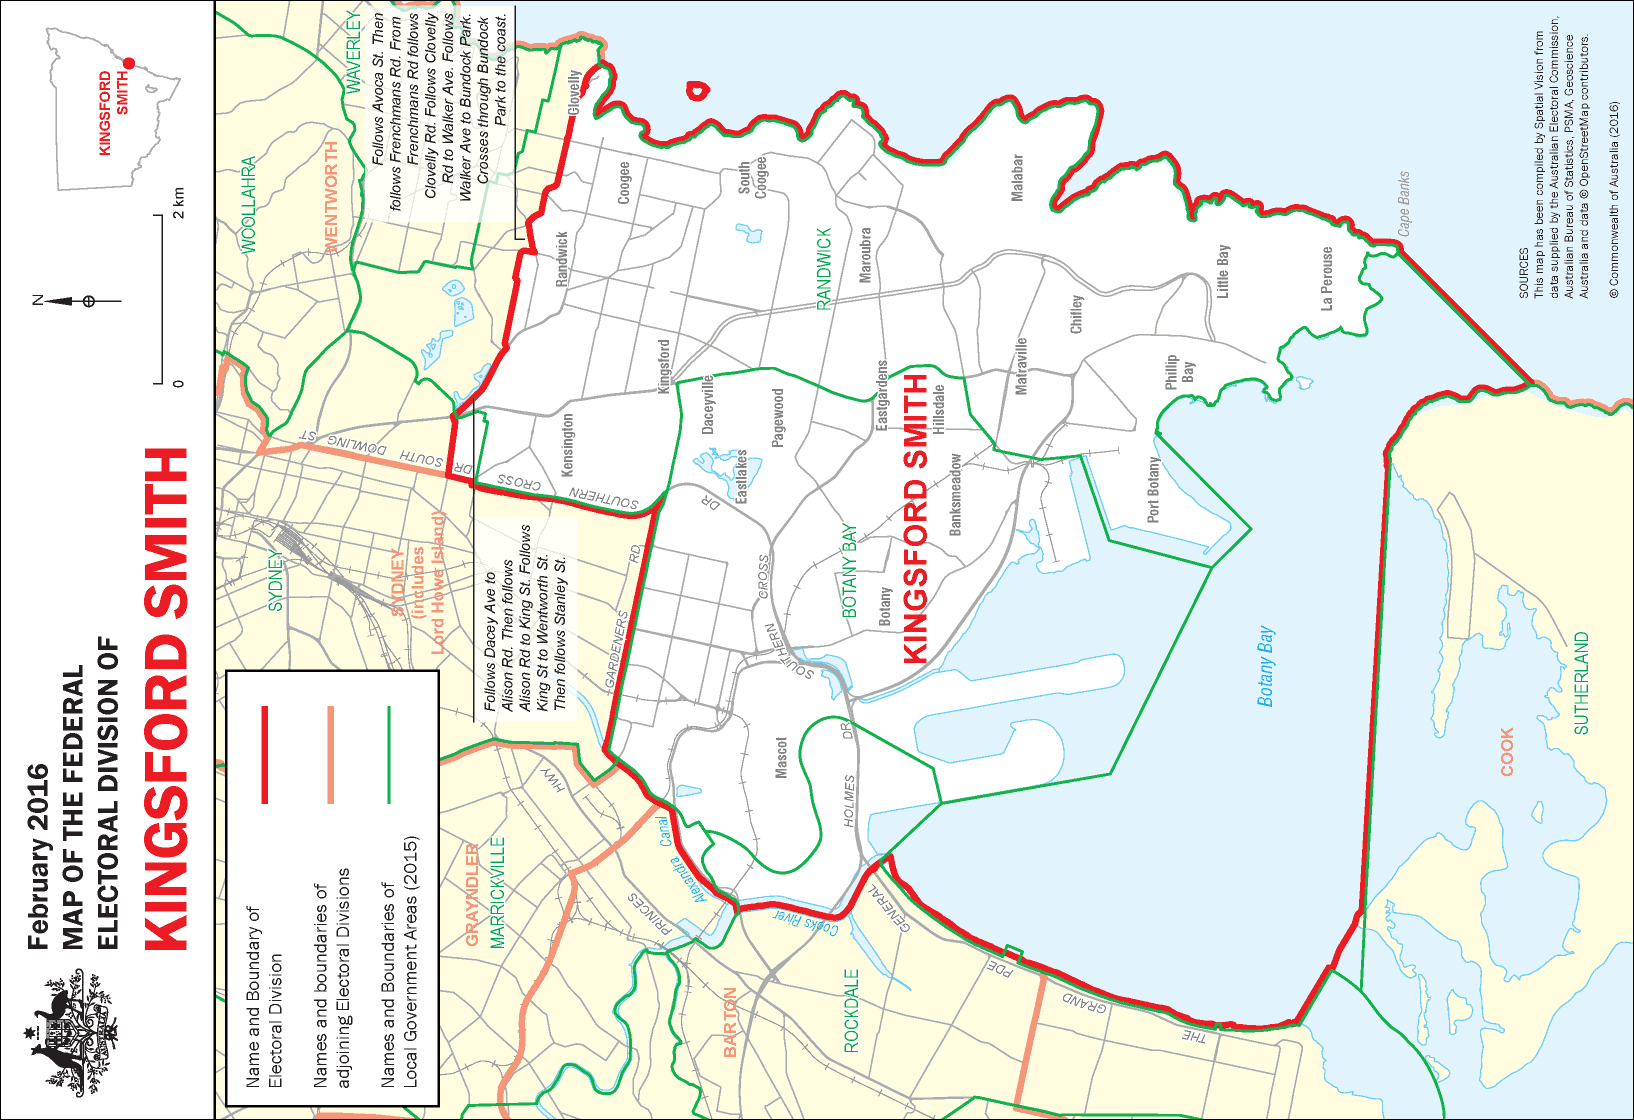 February 2016
MAP OF THE FEDERAL
ELECTORAL DIVISION OF
KINGSFORD SMITH
N
0
2 km
KINGSFORD
SMITH
Name and Boundary of
Electoral Division
Names and boundaries of
adjoining Electoral Divisions
Names and Boundaries of
Local Government Areas (2015)
WOOLLAHRA
WENTWORTH
WAVERLEY
Follows Avoca St. Then
follows Frenchmans Rd. From
Frenchmans Rd follows
Clovelly Rd. Follows Clovelly
Rd to Walker Ave. Follows
Walker Ave to Bundock Park.
Crosses through Bundock
Park to the coast.
SYDNEY
SYDNEY
(includes
Lord Howe Island)
DOWLING ST
SOUTH
DR
Follows Dacey Ave to
Alison Rd. Then follows
Alison Rd to King St. Follows
King St to Wentworth St.
Then follows Stanley St.
SOUTHERN
CROSS
DR
GARDENERS
RD
Clovelly
Randwick
Coogee
South
Coogee
Kensington
Kingsford
Daceyville
Pagewood
Eastlakes
RANDWICK
Maroubra
Eastgardens
Hillsdale
Malabar
Matraville
Chifley
Little Bay
Phillip
Bay
La Perouse
Port Botany
Banksmeadow
KINGSFORD SMITH
BOTANY BAY
Botany
CROSS
SOUTHERN
DR
Mascot
HOLMES
GENERAL
Alexandra
Canal
Cooks River
HWY
PRINCES
GRAYNDLER
MARRICKVILLE
BARTON
ROCKDALE
THE
GRAND
PDE
Botany Bay
Cape Banks
COOK
SUTHERLAND
SOURCES
This map has been compiled by Spatial Vision from
data supplied by the Australian Electoral Commission,
Australian Bureau of Statistics, PSMA, Geoscience
Australia and data © OpenStreetMap contributors.
© Commonwealth of Australia (2016)